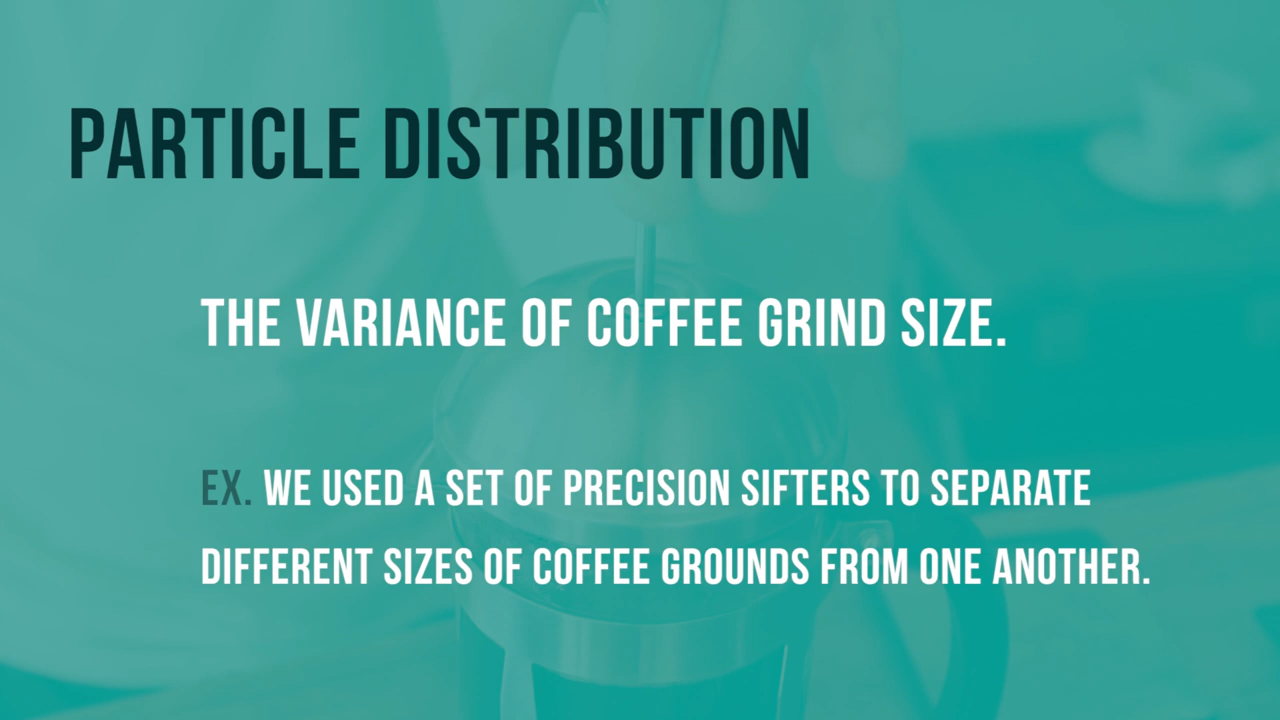 PARTICLE DISTRIBUTION
THE VARIANCE OF COFFEE GRIND SIZE.
EX. WE USED A SET OF PRECISION SIFTERS TO SEPARATE
DIFFERENT SIZES OF COFFEE GROUNDS FROM ONE ANOTHER.